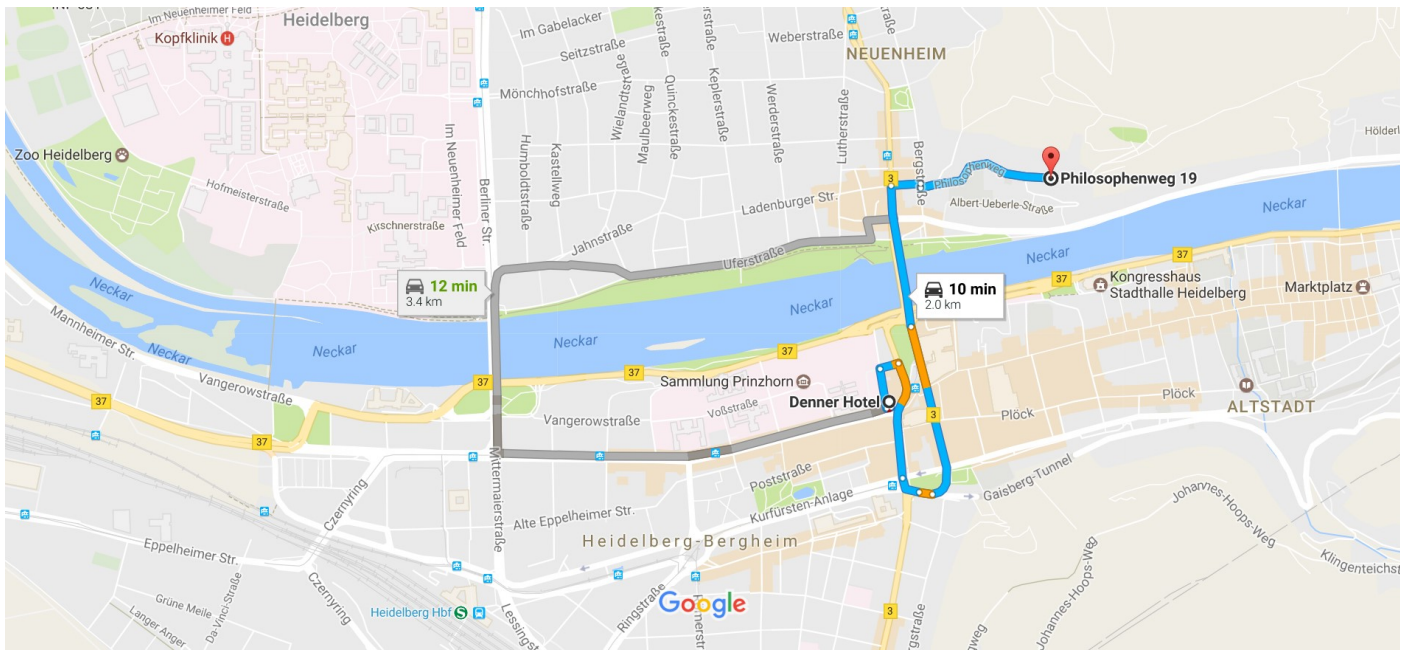 Im Neuenheimer Feld
Heidelberg
Kopfklinik
H
Im Gabelacker
Seitzstraße
Weberstraße
NEUENHEIM
Mönchhofstraße
Wielandtstraße
Maulbeerweg
Quinckestraße
Keplerstraße
Werderstraße
Lutherstraße
Bergstraße
Zoo Heidelberg
Hofmeisterstraße
Kirschnerstraße
Im Neuenheimer Feld
Berliner Str.
Humboldtstraße
Kastellweg
3
Philosophenweg
Philosophenweg 19
Ladenburger Str.
Albert-Ueberle-Straße
Neckar
Jahnstraße
Uferstraße
37
12 min
3.4 km
10 min
2.0 km
37
Kongresshaus
Stadthalle Heidelberg
Marktplatz
Neckar
Neckar
Neckar
Neckar
Neckar
Mannheimer Str.
Vangerowstraße
37
37
37
37
37
Sammlung Prinzhorn
Denner Hotel
Voßstraße
Vangerowstraße
3
Plöck
Plöck
ALTSTADT
Mittermaierstraße
Poststraße
Kurfürsten-Anlage
Gaisberg-Tunnel
Johannes-Hoops-Weg
Johannes-Hoops-Weg
Czernyring
Czernyring
Alte Eppelheimer Str.
Heidelberg-Bergheim
Eppelheimer Str.
Grüne Meile
Da-Vinci-Straße
Langer Anger
Heidelberg Hbf
S
Ringstraße
Google
3